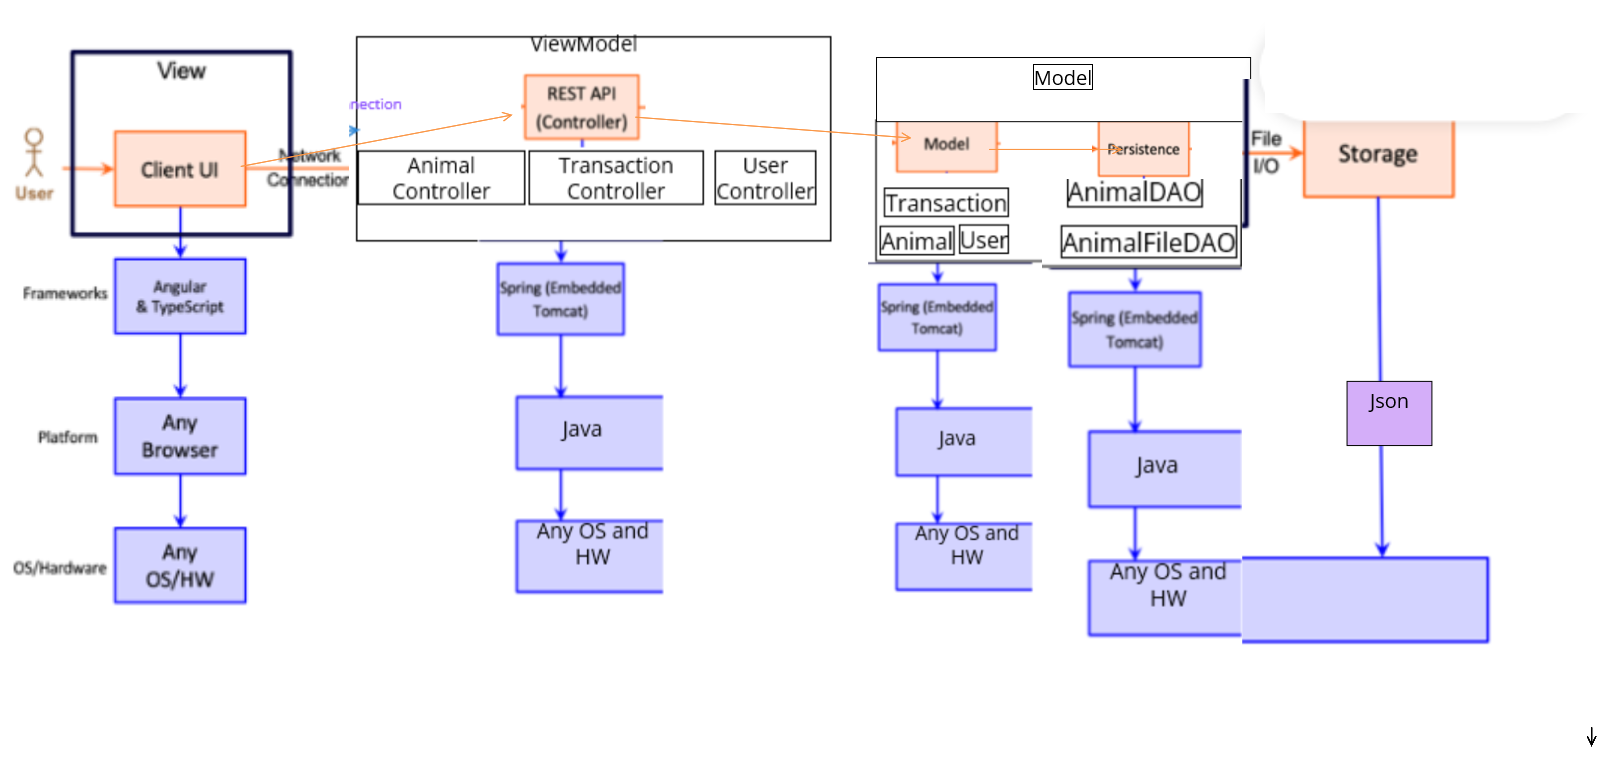 View
User
Client UI
Network
Connection
nection
ViewModel
REST API
(Controller)
Animal
Controller
Transaction
Controller
User
Controller
Model
Model
Persistence
Transaction
Animal
User
AnimalDAO
AnimalFileDAO
File
I/O
Storage
Frameworks
Angular
& TypeScript
Spring (Embedded
Tomcat)
Spring (Embedded
Tomcat)
Spring (Embedded
Tomcat)
Platform
Any
Browser
Java
Java
Java
Json
OS/Hardware
Any
OS/HW
Any OS and
HW
Any OS and
HW
Any OS and
HW